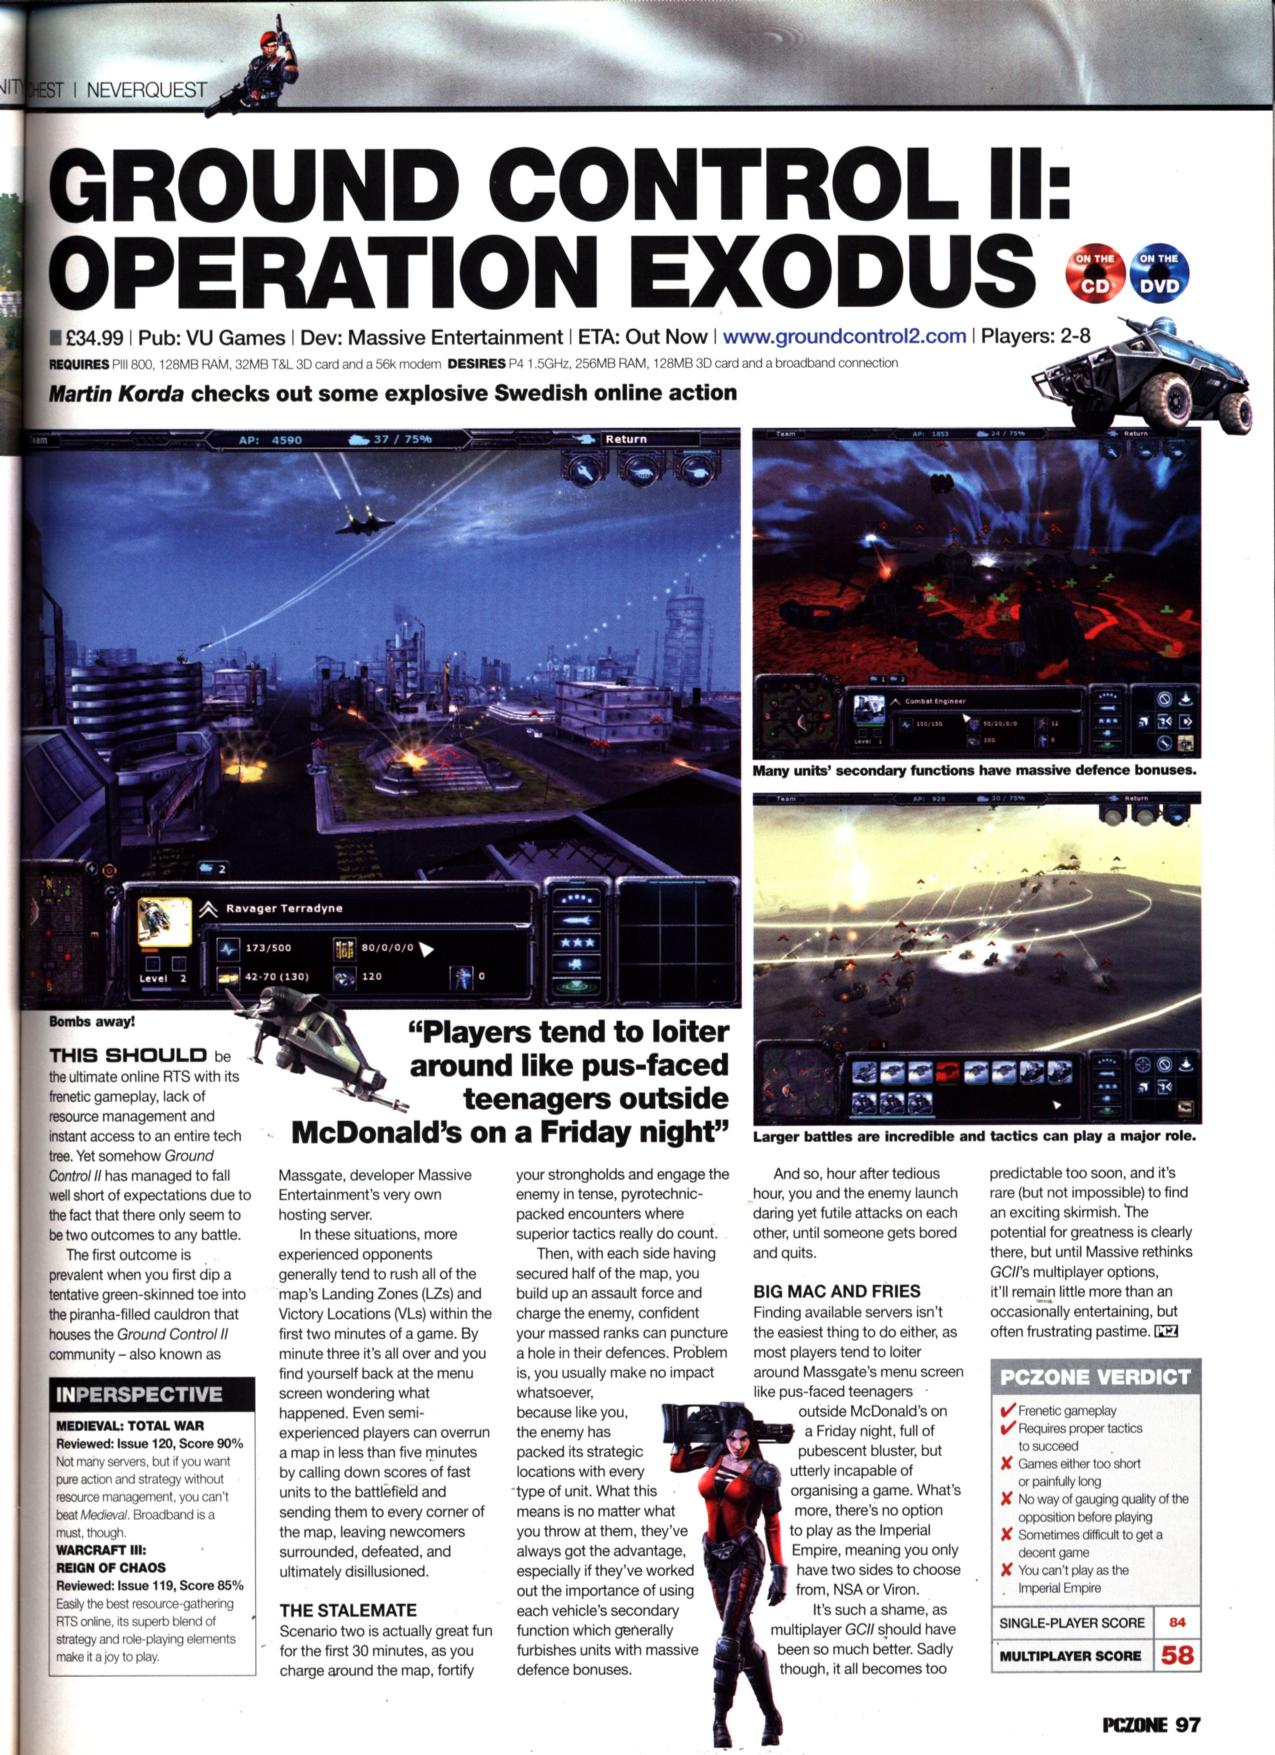 CHEST | NEVERQUEST
GROUND CONTROL II:
OPERATION EXODUS
ON THE
CD
ON THE
DVD
£34.99 | Pub: VU Games | Dev: Massive Entertainment | ETA: Out Now | www.groundcontrol2.com | Players: 2-8
REQUIRES PIII 800, 128MB RAM, 32MB T&L 3D card and a 56k modem DESIRES P4 1.5GHz, 256MB RAM, 128MB 3D card and a broadband connection
Martin Korda checks out some explosive Swedish online action
Team AP: 4590 37 / 75% Return
2
Ravager Terradyne
173/500 80/0/0/0
Level 2 42-70 (130) 120 0
Bombs away!
Team AP: 1853 24 / 75% Return
1 2
Combat Engineer
100/150 50/20/0/0 12
Level 1 100
Many units' secondary functions have massive defence bonuses.
Team AP: 928 30 / 75% Return
1
Larger battles are incredible and tactics can play a major role.
"Players tend to loiter
around like pus-faced
teenagers outside
McDonald's on a Friday night"
THIS SHOULD be
the ultimate online RTS with its
frenetic gameplay, lack of
resource management and
instant access to an entire tech
tree. Yet somehow Ground
Control II has managed to fall
well short of expectations due to
the fact that there only seem to
be two outcomes to any battle.
The first outcome is
prevalent when you first dip a
tentative green-skinned toe into
the piranha-filled cauldron that
houses the Ground Control II
community – also known as
Massgate, developer Massive
Entertainment's very own
hosting server.
In these situations, more
experienced opponents
generally tend to rush all of the
map's Landing Zones (LZs) and
Victory Locations (VLs) within the
first two minutes of a game. By
minute three it's all over and you
find yourself back at the menu
screen wondering what
happened. Even semi-
experienced players can overrun
a map in less than five minutes
by calling down scores of fast
units to the battlefield and
sending them to every corner of
the map, leaving newcomers
surrounded, defeated, and
ultimately disillusioned.
THE STALEMATE
Scenario two is actually great fun
for the first 30 minutes, as you
charge around the map, fortify
your strongholds and engage the
enemy in tense, pyrotechnic-
packed encounters where
superior tactics really do count.
Then, with each side having
secured half of the map, you
build up an assault force and
charge the enemy, confident
your massed ranks can puncture
a hole in their defences. Problem
is, you usually make no impact
whatsoever,
because like you,
the enemy has
packed its strategic
locations with every
type of unit. What this
means is no matter what
you throw at them, they've
always got the advantage,
especially if they've worked
out the importance of using
each vehicle's secondary
function which generally
furbishes units with massive
defence bonuses.
And so, hour after tedious
hour, you and the enemy launch
daring yet futile attacks on each
other, until someone gets bored
and quits.
BIG MAC AND FRIES
Finding available servers isn't
the easiest thing to do either, as
most players tend to loiter
around Massgate's menu screen
like pus-faced teenagers
outside McDonald's on
a Friday night, full of
pubescent bluster, but
utterly incapable of
organising a game. What's
more, there's no option
to play as the Imperial
Empire, meaning you only
have two sides to choose
from, NSA or Viron.
It's such a shame, as
multiplayer GCII should have
been so much better. Sadly
though, it all becomes too
predictable too soon, and it's
rare (but not impossible) to find
an exciting skirmish. The
potential for greatness is clearly
there, but until Massive rethinks
GCII's multiplayer options,
it'll remain little more than an
occasionally entertaining, but
often frustrating pastime. PCZ
INPERSPECTIVE
MEDIEVAL: TOTAL WAR
Reviewed: Issue 120, Score 90%
Not many servers, but if you want
pure action and strategy without
resource management, you can't
beat Medieval. Broadband is a
must, though.
WARCRAFT III:
REIGN OF CHAOS
Reviewed: Issue 119, Score 85%
Easily the best resource-gathering
RTS online, its superb blend of
strategy and role-playing elements
make it a joy to play.
PCZONE VERDICT
Frenetic gameplay
Requires proper tactics
to succeed
Games either too short
or painfully long
No way of gauging quality of the
opposition before playing
Sometimes difficult to get a
decent game
You can't play as the
Imperial Empire
SINGLE-PLAYER SCORE 84
MULTIPLAYER SCORE 58
PCZONE 97